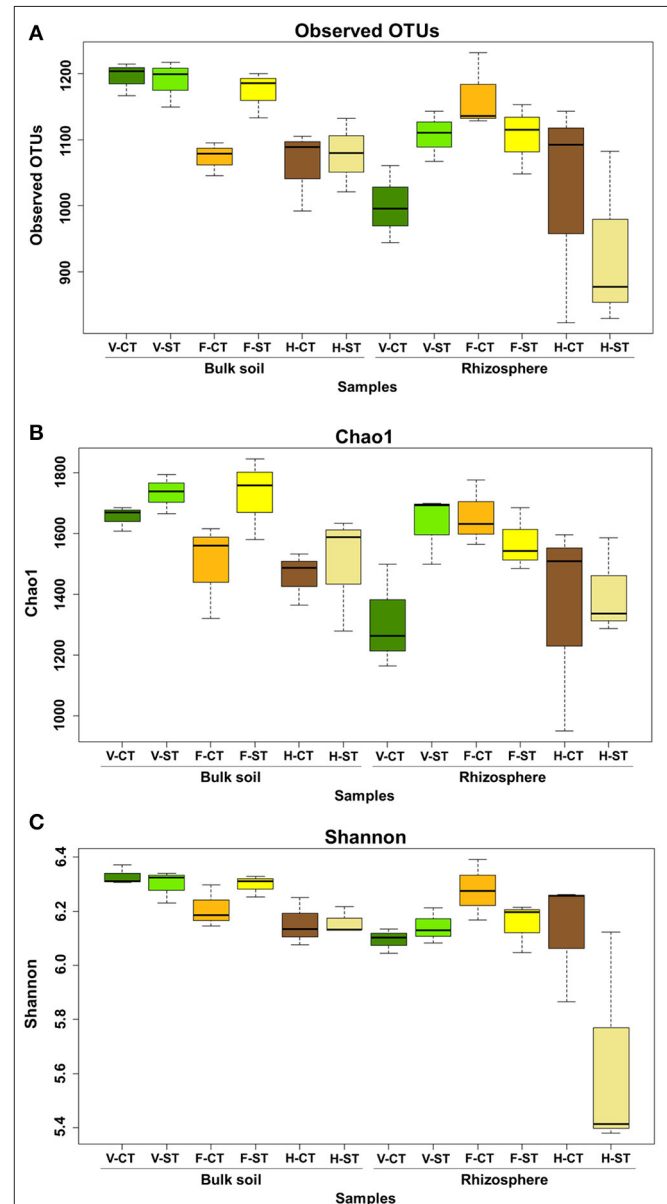 A
Observed OTUs
Observed OTUs
1200
1100
1000
900
V-CT V-ST F-CT F-ST H-CT H-ST V-CT V-ST F-CT F-ST H-CT H-ST
Bulk soil Rhizosphere
Samples
B
Chao1
Chao1
1800
1600
1400
1200
1000
V-CT V-ST F-CT F-ST H-CT H-ST V-CT V-ST F-CT F-ST H-CT H-ST
Bulk soil Rhizosphere
Samples
C
Shannon
Shannon
6.4
6.2
6.0
5.8
5.6
5.4
V-CT V-ST F-CT F-ST H-CT H-ST V-CT V-ST F-CT F-ST H-CT H-ST
Bulk soil Rhizosphere
Samples